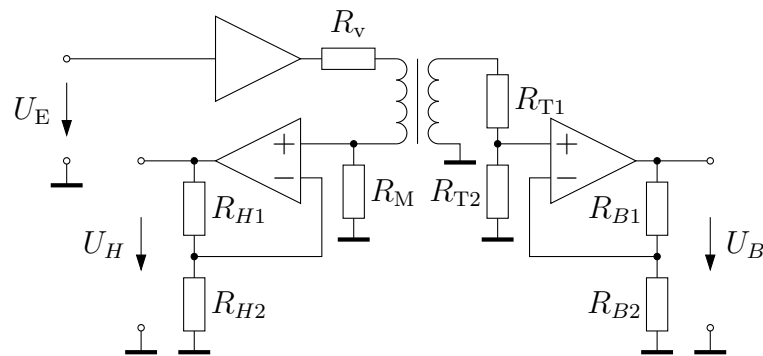 R_v
U_E
R_T1
+
+
−
−
R_M
R_T2
R_H1
R_B1
U_H
U_B
R_H2
R_B2